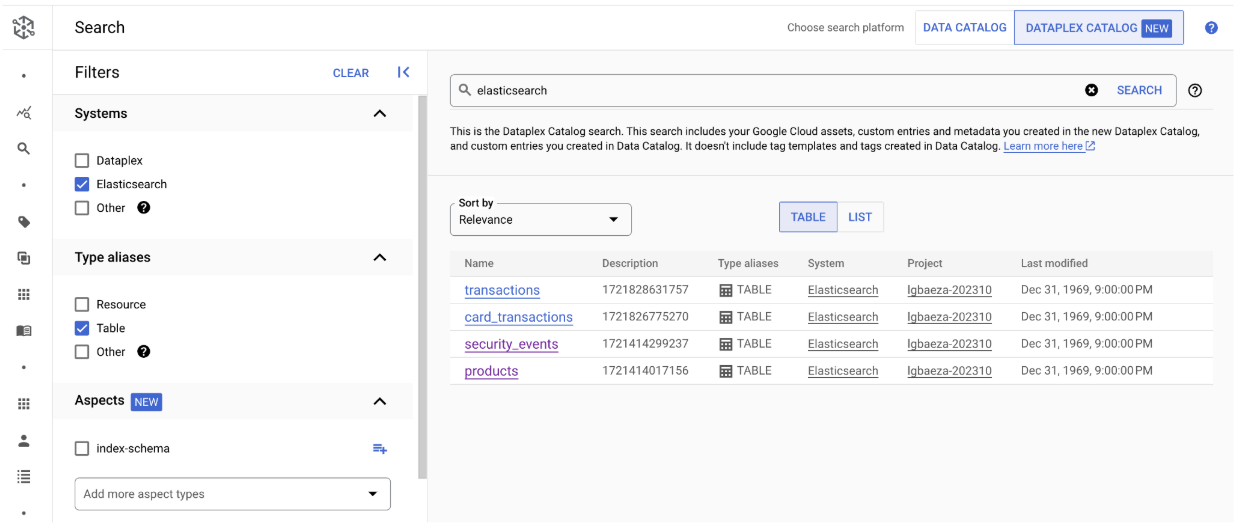 Search
Choose search platform
DATA CATALOG
DATAPLEX CATALOG NEW
Filters
CLEAR
Systems
Dataplex
Elasticsearch
Other
Type aliases
Resource
Table
Other
Aspects NEW
index-schema
Add more aspect types
elasticsearch
SEARCH
This is the Dataplex Catalog search. This search includes your Google Cloud assets, custom entries and metadata you created in the new Dataplex Catalog,
and custom entries you created in Data Catalog. It doesn't include tag templates and tags created in Data Catalog. Learn more here
Sort by
Relevance
TABLE LIST
Name Description Type aliases System Project Last modified
transactions 1721828631757 TABLE Elasticsearch lgbaeza-202310 Dec 31, 1969, 9:00:00 PM
card_transactions 1721826775270 TABLE Elasticsearch lgbaeza-202310 Dec 31, 1969, 9:00:00 PM
security_events 1721414299237 TABLE Elasticsearch lgbaeza-202310 Dec 31, 1969, 9:00:00 PM
products 1721414017156 TABLE Elasticsearch lgbaeza-202310 Dec 31, 1969, 9:00:00 PM